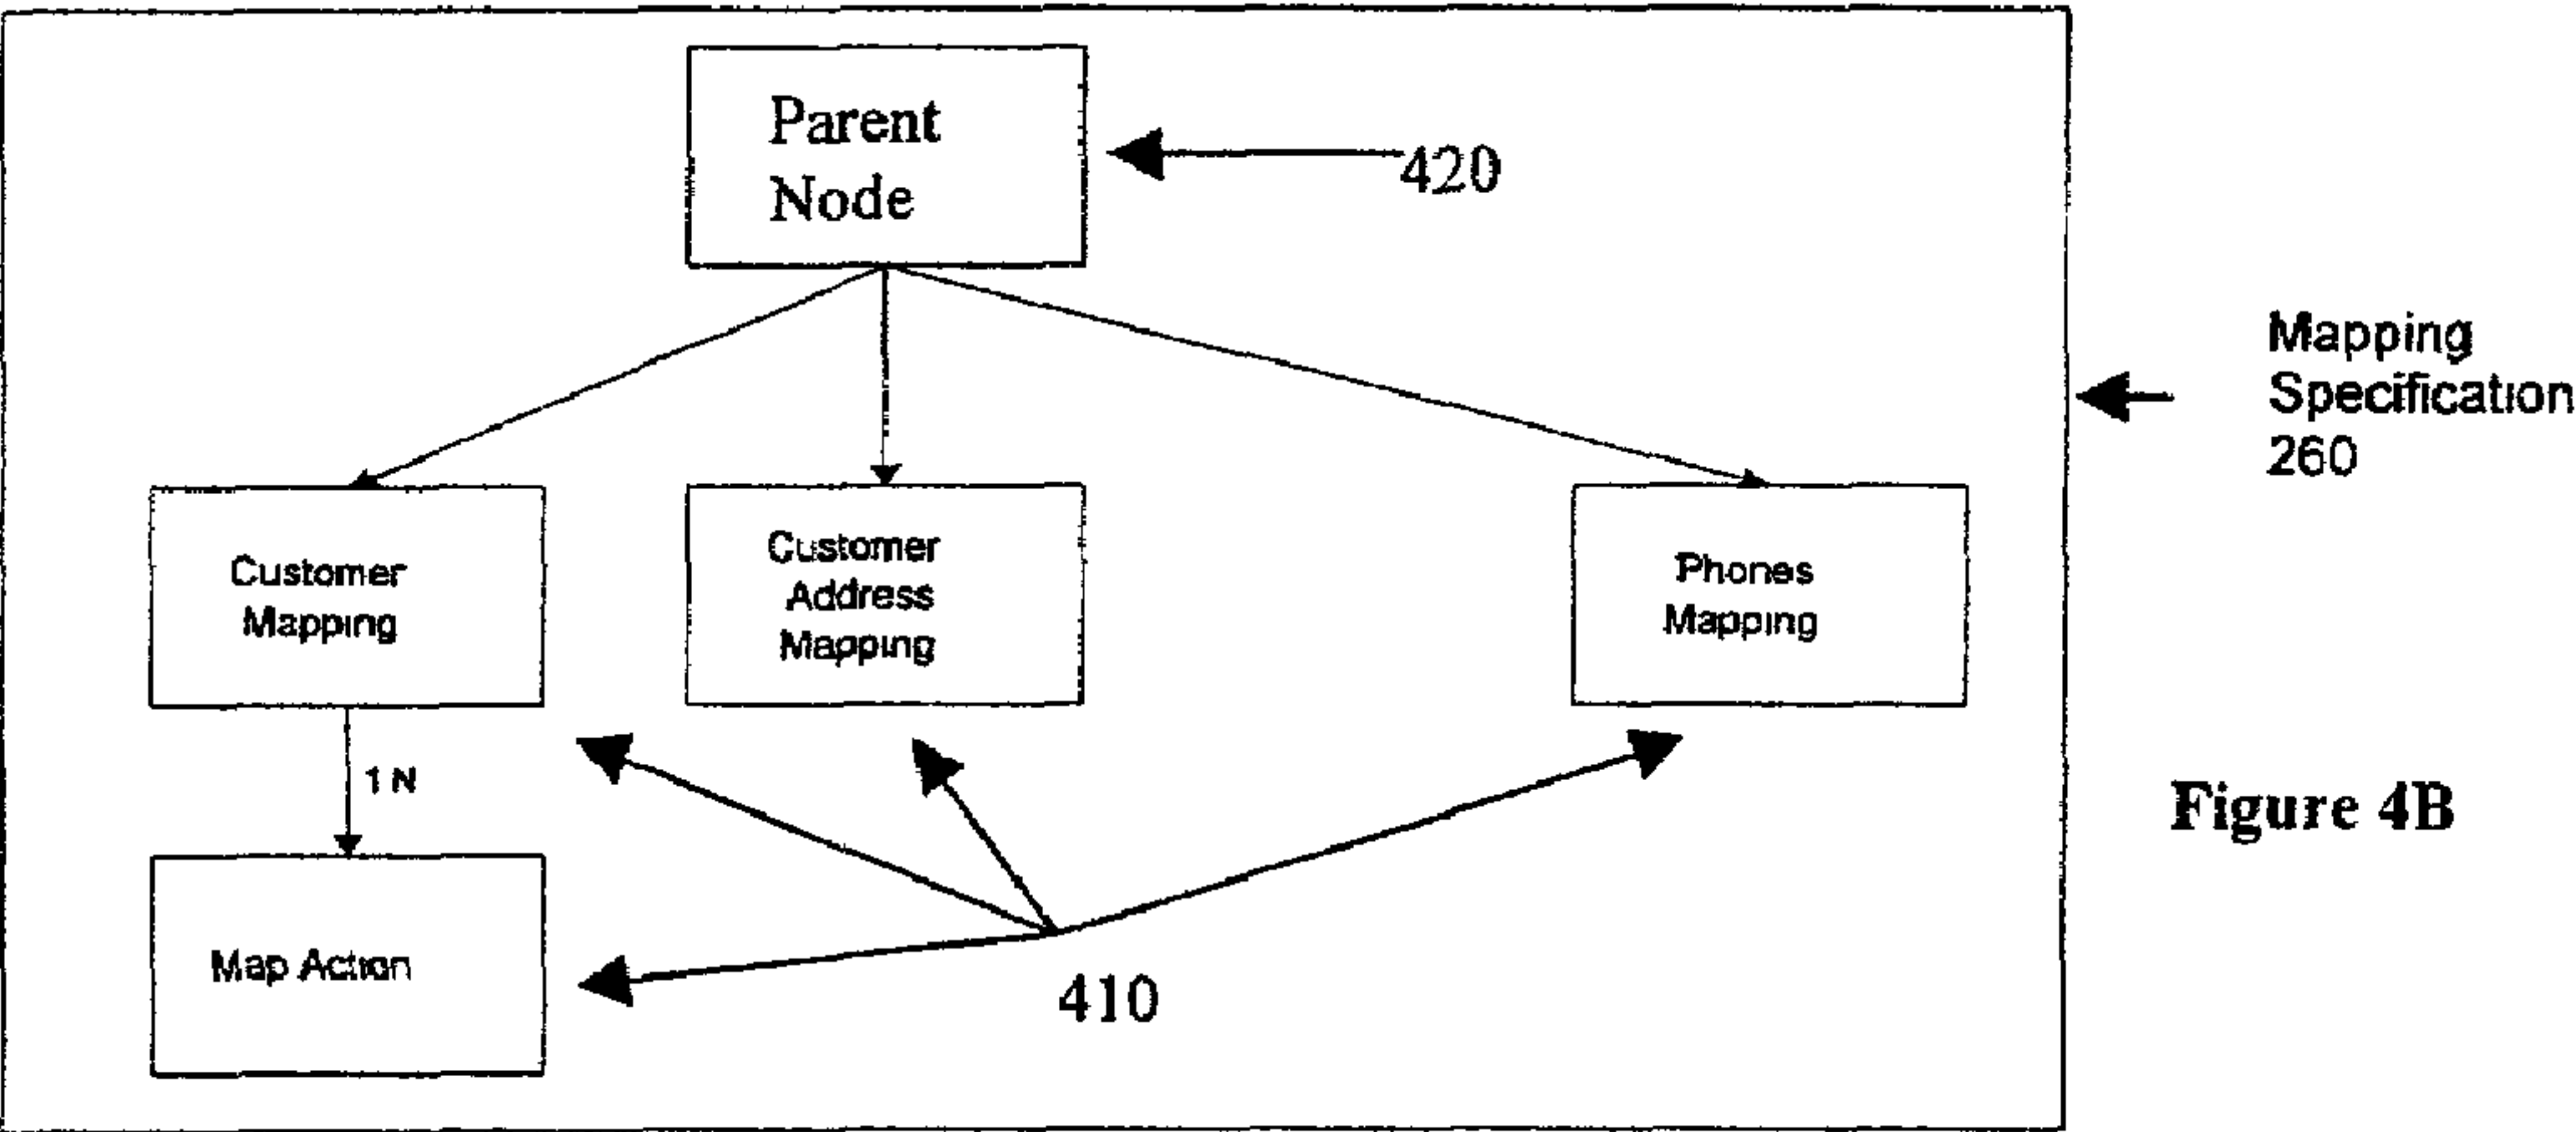 Parent
Node
420
Mapping
Specification
260
Customer
Mapping
Customer
Address
Mapping
Phones
Mapping
1 N
Figure 4B
Map Action
410